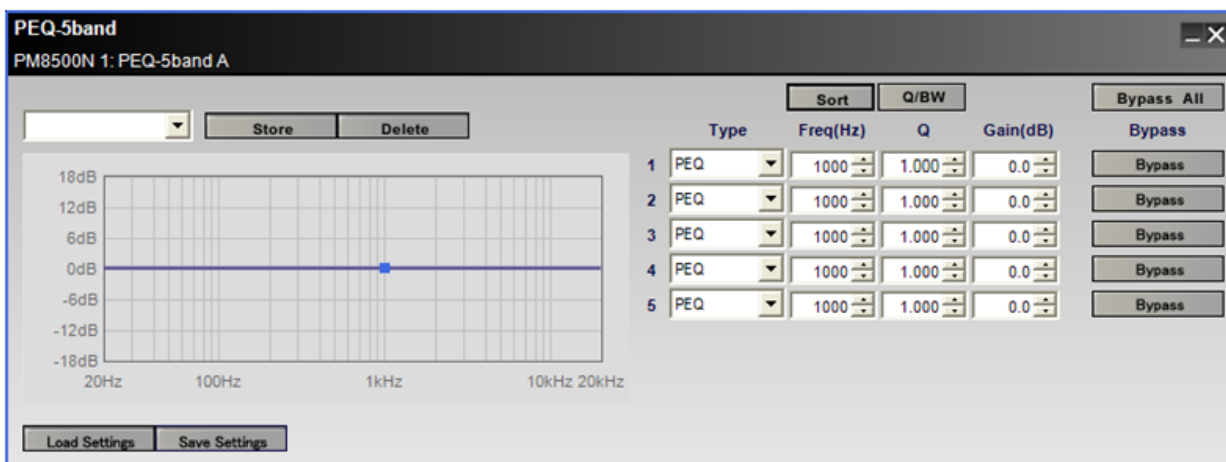 PEQ-5band
PM8500N 1: PEQ-5band A
Sort Q/BW Bypass All
Store Delete
Type Freq(Hz) Q Gain(dB) Bypass
1 PEQ 1000 1.000 0.0 Bypass
2 PEQ 1000 1.000 0.0 Bypass
3 PEQ 1000 1.000 0.0 Bypass
4 PEQ 1000 1.000 0.0 Bypass
5 PEQ 1000 1.000 0.0 Bypass
18dB
12dB
6dB
0dB
-6dB
-12dB
-18dB
20Hz 100Hz 1kHz 10kHz 20kHz
Load Settings Save Settings